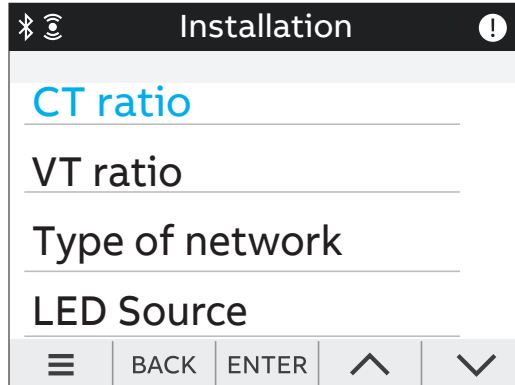 Installation
CT ratio
VT ratio
Type of network
LED Source
BACK ENTER